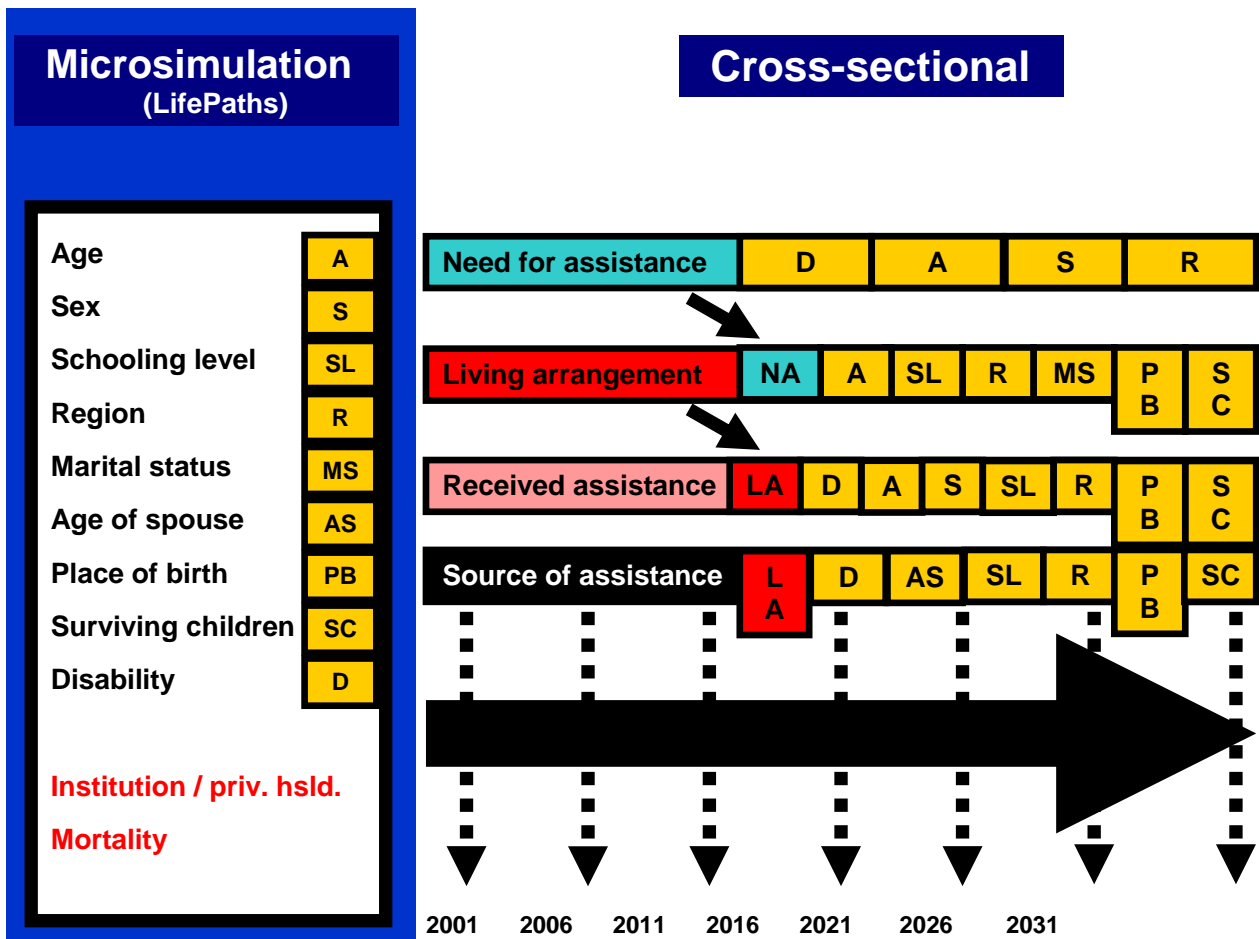 Microsimulation
(LifePaths)
Cross-sectional
Age A
Sex S
Schooling level SL
Region R
Marital status MS
Age of spouse AS
Place of birth PB
Surviving children SC
Disability D
Institution / priv. hsld.
Mortality
Need for assistance D A S R
Living arrangement NA A SL R MS P B S C
Received assistance LA D A S SL R P B S C
Source of assistance L A D AS SL R P B SC
2001 2006 2011 2016 2021 2026 2031